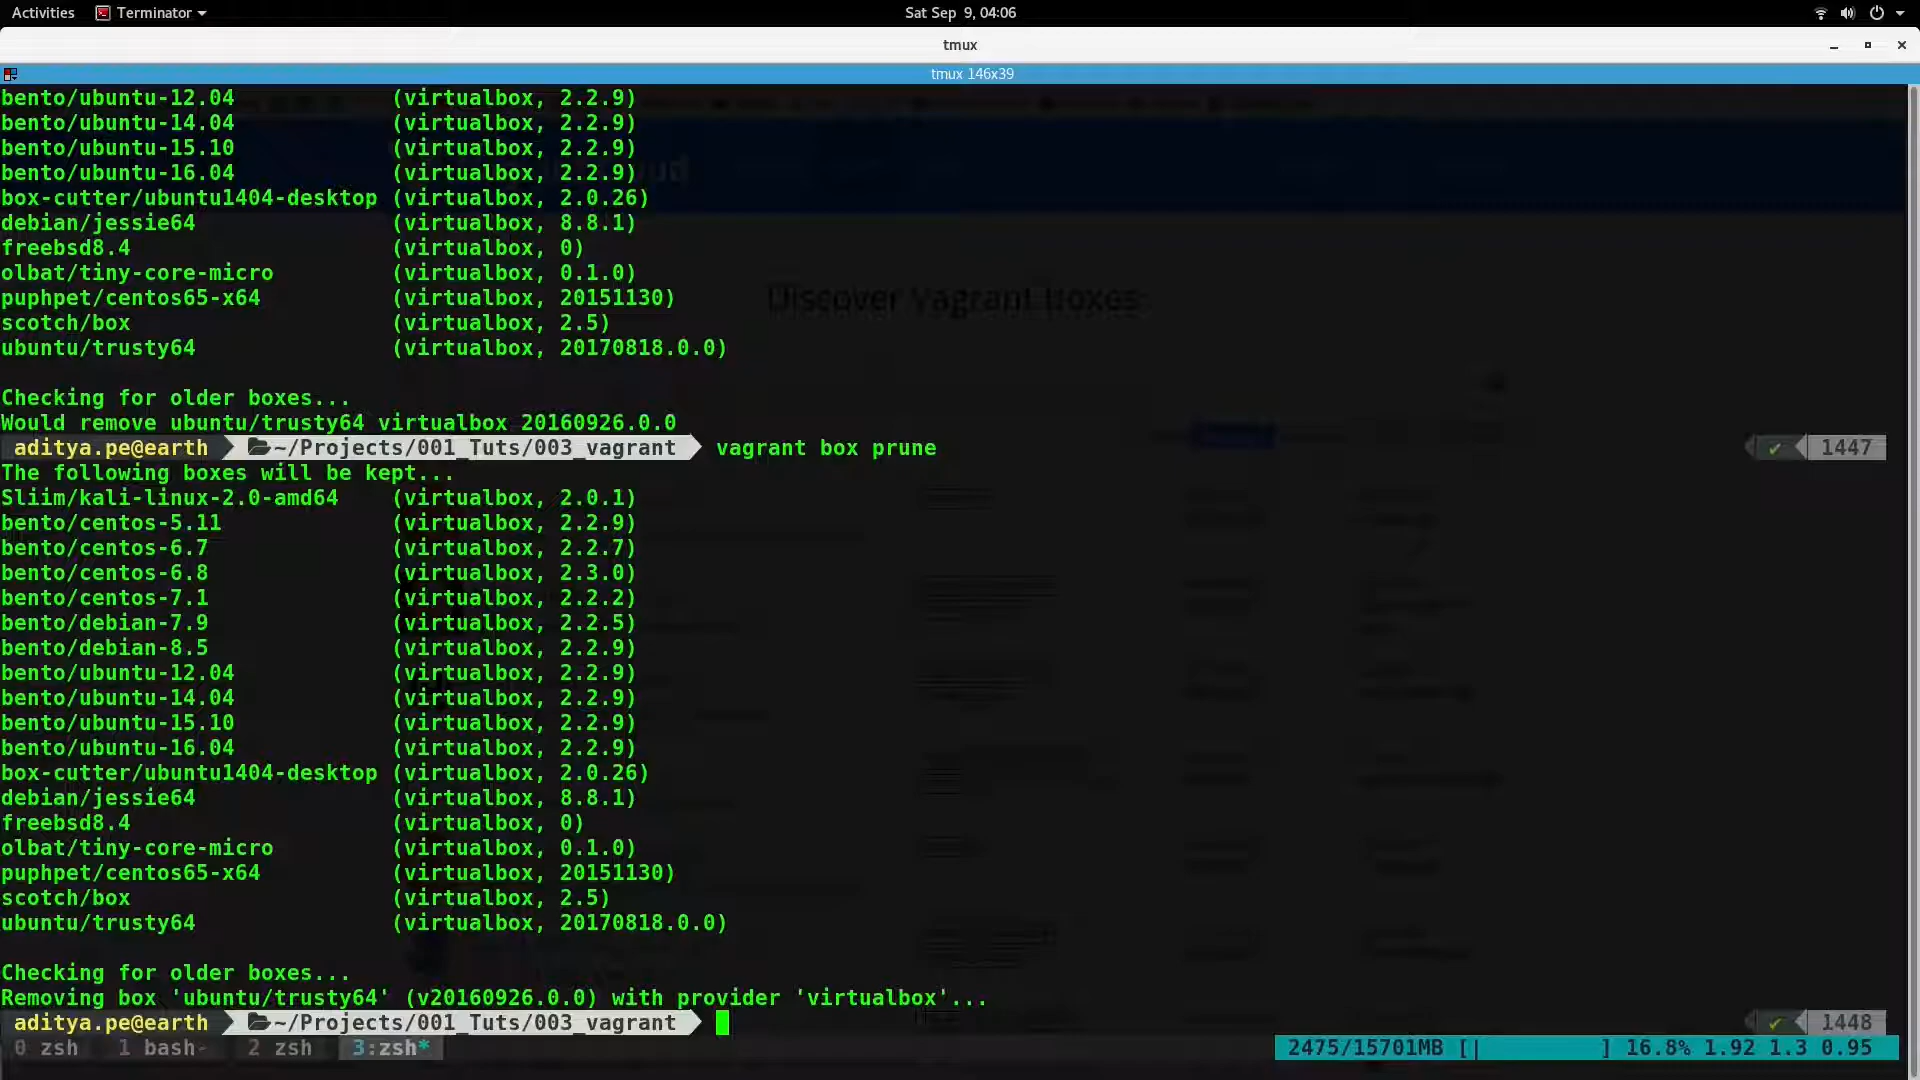 Activities Terminator Sat Sep 9, 04:06
tmux
tmux 146x39
bento/ubuntu-12.04 (virtualbox, 2.2.9)
bento/ubuntu-14.04 (virtualbox, 2.2.9)
bento/ubuntu-15.10 (virtualbox, 2.2.9)
bento/ubuntu-16.04 (virtualbox, 2.2.9)
box-cutter/ubuntu1404-desktop (virtualbox, 2.0.26)
debian/jessie64 (virtualbox, 8.8.1)
freebsd8.4 (virtualbox, 0)
olbat/tiny-core-micro (virtualbox, 0.1.0)
puphpet/centos65-x64 (virtualbox, 20151130)
Discover Vagrant Boxes
scotch/box (virtualbox, 2.5)
ubuntu/trusty64 (virtualbox, 20170818.0.0)
Checking for older boxes...
Would remove ubuntu/trusty64 virtualbox 20160926.0.0
aditya.pe@earth ~/Projects/001_Tuts/003_vagrant vagrant box prune ✔ 1447
The following boxes will be kept...
Sliim/kali-linux-2.0-amd64 (virtualbox, 2.0.1)
bento/centos-5.11 (virtualbox, 2.2.9)
bento/centos-6.7 (virtualbox, 2.2.7)
bento/centos-6.8 (virtualbox, 2.3.0)
bento/centos-7.1 (virtualbox, 2.2.2)
bento/debian-7.9 (virtualbox, 2.2.5)
bento/debian-8.5 (virtualbox, 2.2.9)
bento/ubuntu-12.04 (virtualbox, 2.2.9)
bento/ubuntu-14.04 (virtualbox, 2.2.9)
bento/ubuntu-15.10 (virtualbox, 2.2.9)
bento/ubuntu-16.04 (virtualbox, 2.2.9)
box-cutter/ubuntu1404-desktop (virtualbox, 2.0.26)
debian/jessie64 (virtualbox, 8.8.1)
freebsd8.4 (virtualbox, 0)
olbat/tiny-core-micro (virtualbox, 0.1.0)
puphpet/centos65-x64 (virtualbox, 20151130)
scotch/box (virtualbox, 2.5)
ubuntu/trusty64 (virtualbox, 20170818.0.0)
Checking for older boxes...
Removing box 'ubuntu/trusty64' (v20160926.0.0) with provider 'virtualbox'...
aditya.pe@earth ~/Projects/001_Tuts/003_vagrant ✔ 1448
0 zsh 1 bash- 2 zsh 3:zsh* 2475/15701MB [| ] 16.8% 1.92 1.3 0.95